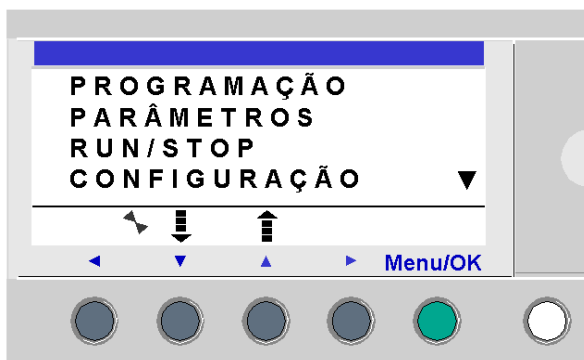 PROGRAMAÇÃO
PARÂMETROS
RUN/STOP
CONFIGURAÇÃO
Menu/OK